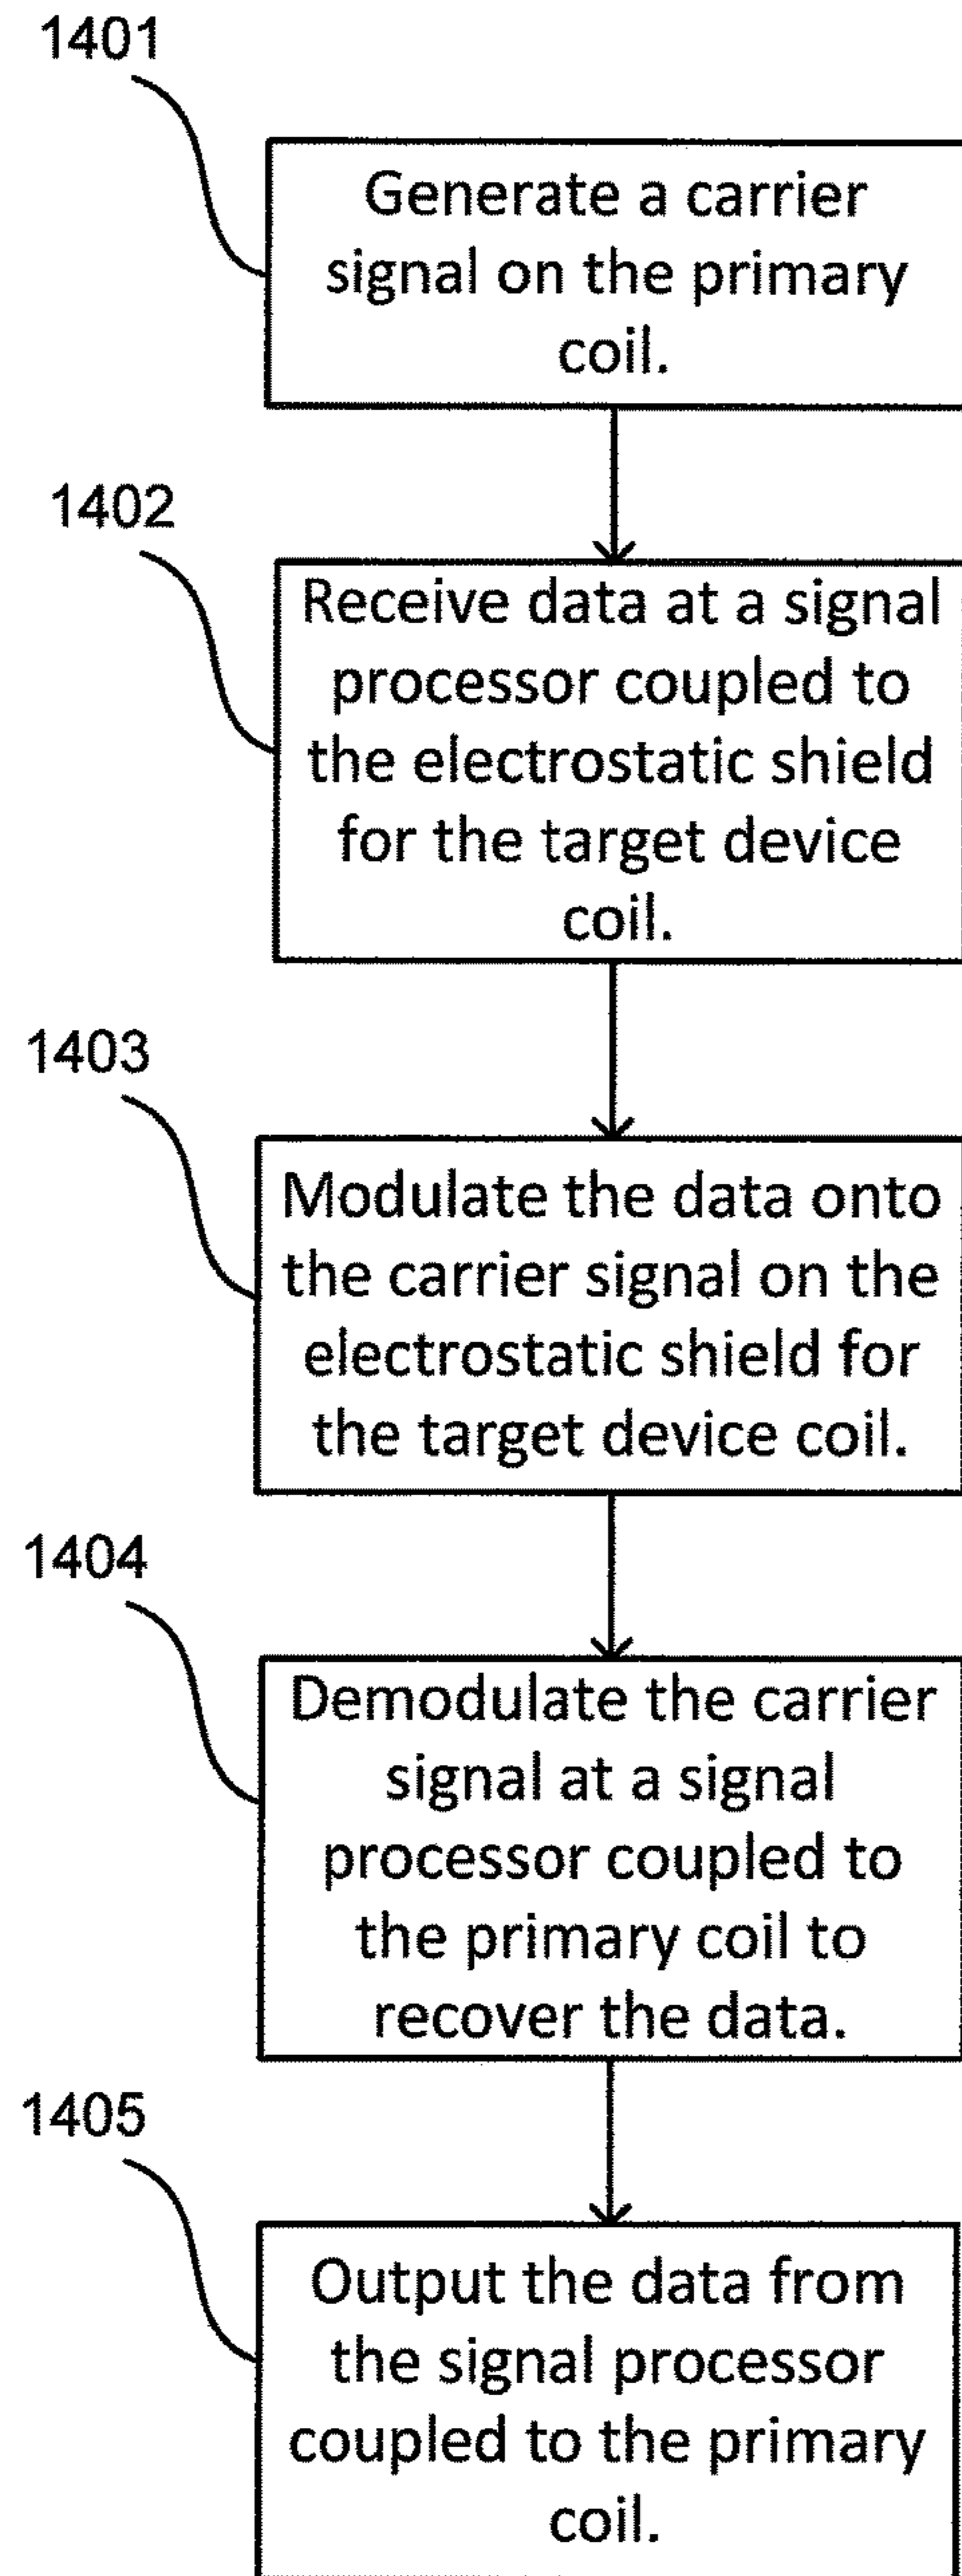 1401
Generate a carrier
signal on the primary
coil.
1402
Receive data at a signal
processor coupled to
the electrostatic shield
for the target device
coil.
1403
Modulate the data onto
the carrier signal on the
electrostatic shield for
the target device coil.
1404
Demodulate the carrier
signal at a signal
processor coupled to
the primary coil to
recover the data.
1405
Output the data from
the signal processor
coupled to the primary
coil.